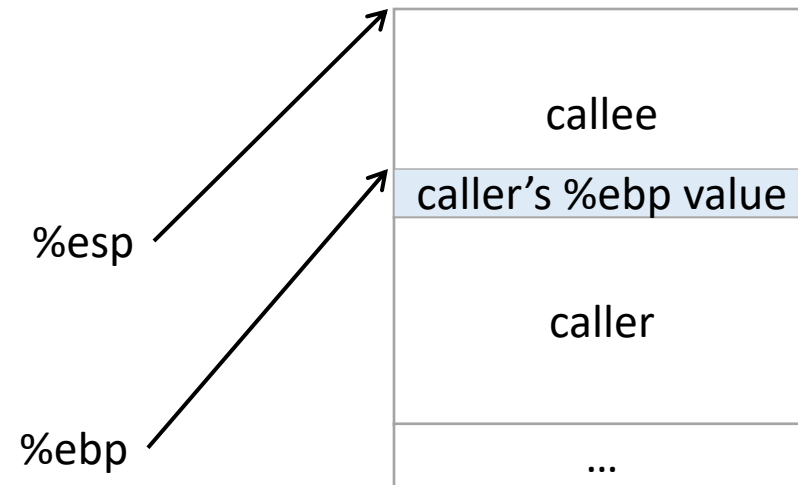 callee
caller’s %ebp value
%esp
caller
%ebp
…